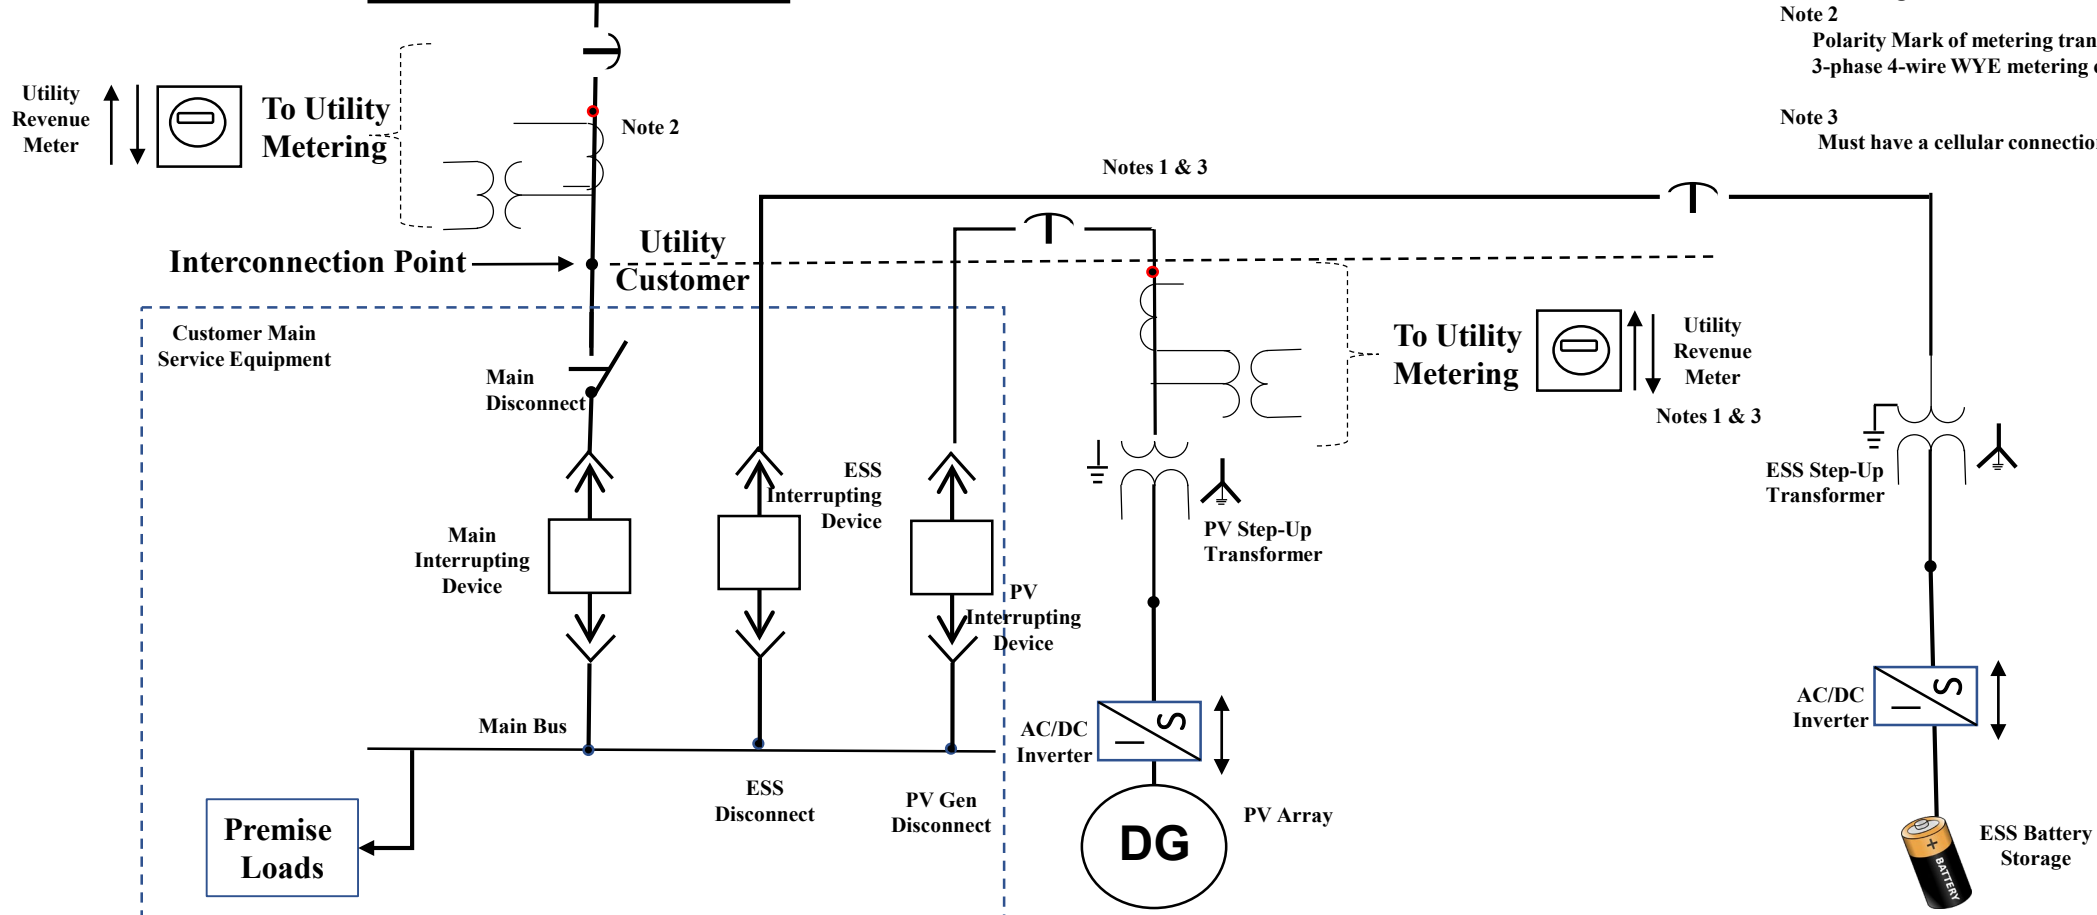 Note 2
Polarity Mark of metering tran
3-phase 4-wire WYE metering
Note 3
Must have a cellular connection
Utility
Revenue
Meter
To Utility
Metering
Note 2
Notes 1 & 3
Interconnection Point
Utility
Customer
Customer Main
Service Equipment
Main
Disconnect
To Utility
Metering
Utility
Revenue
Meter
Notes 1 & 3
ESS
Interrupting
Device
Main
Interrupting
Device
PV
Interrupting
Device
PV Step-Up
Transformer
ESS Step-Up
Transformer
Main Bus
AC/DC
Inverter
AC/DC
Inverter
ESS
Disconnect
PV Gen
Disconnect
Premise
Loads
DG
PV Array
BATTERY
ESS Battery
Storage